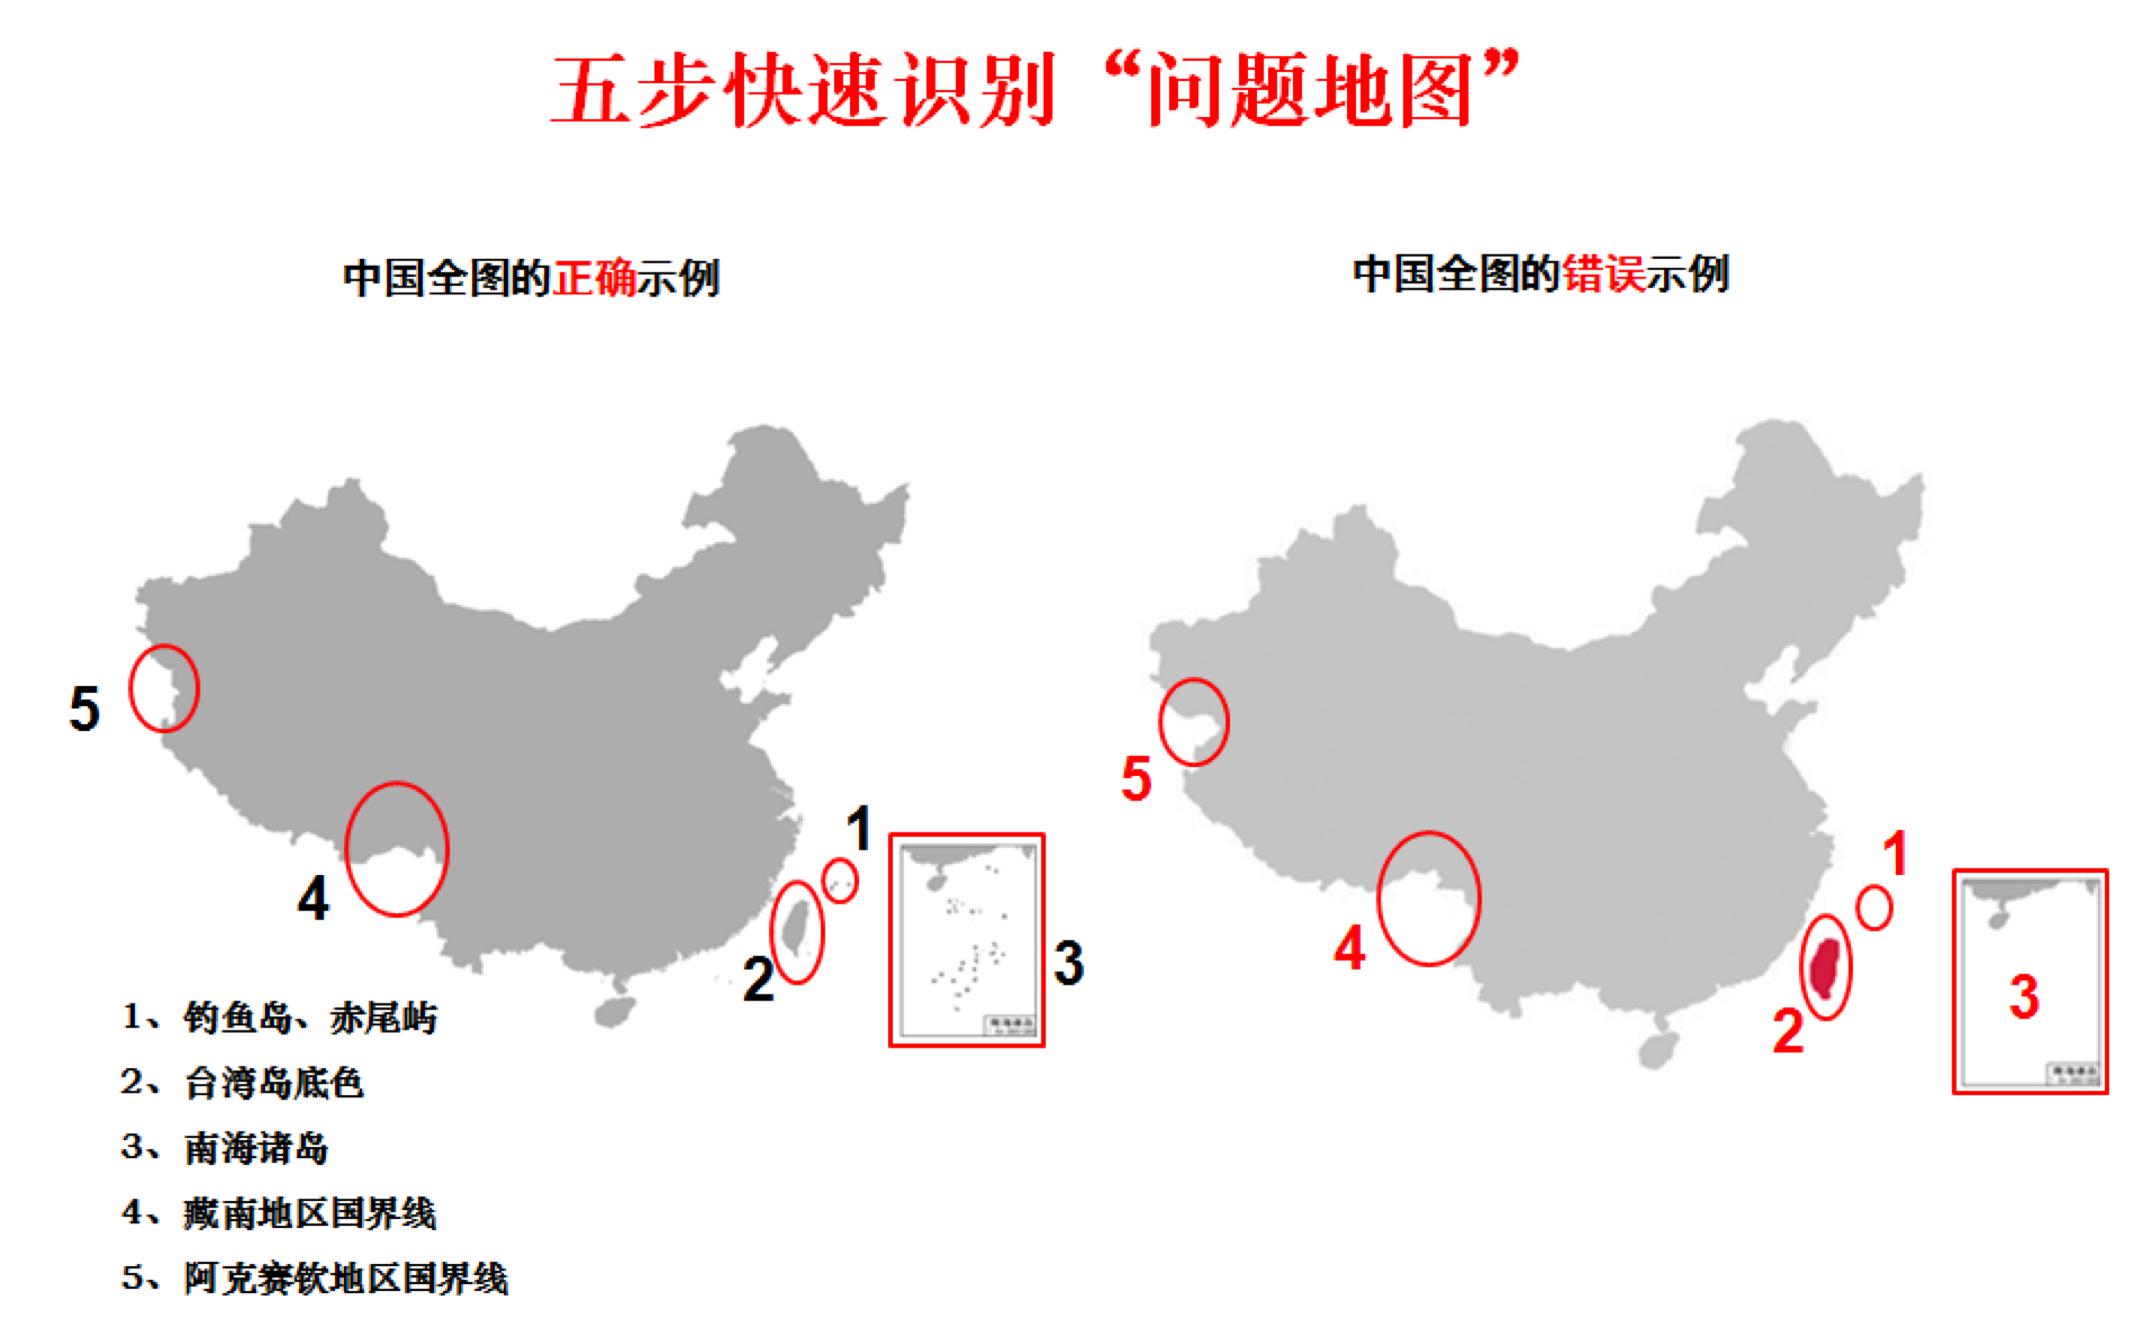 五步快速识别“问题地图”
中国全图的正确示例
中国全图的错误示例
5
4
1
2
3
5
4
1
2
3
1、钓鱼岛、赤尾屿
2、台湾岛底色
3、南海诸岛
4、藏南地区国界线
5、阿克赛钦地区国界线